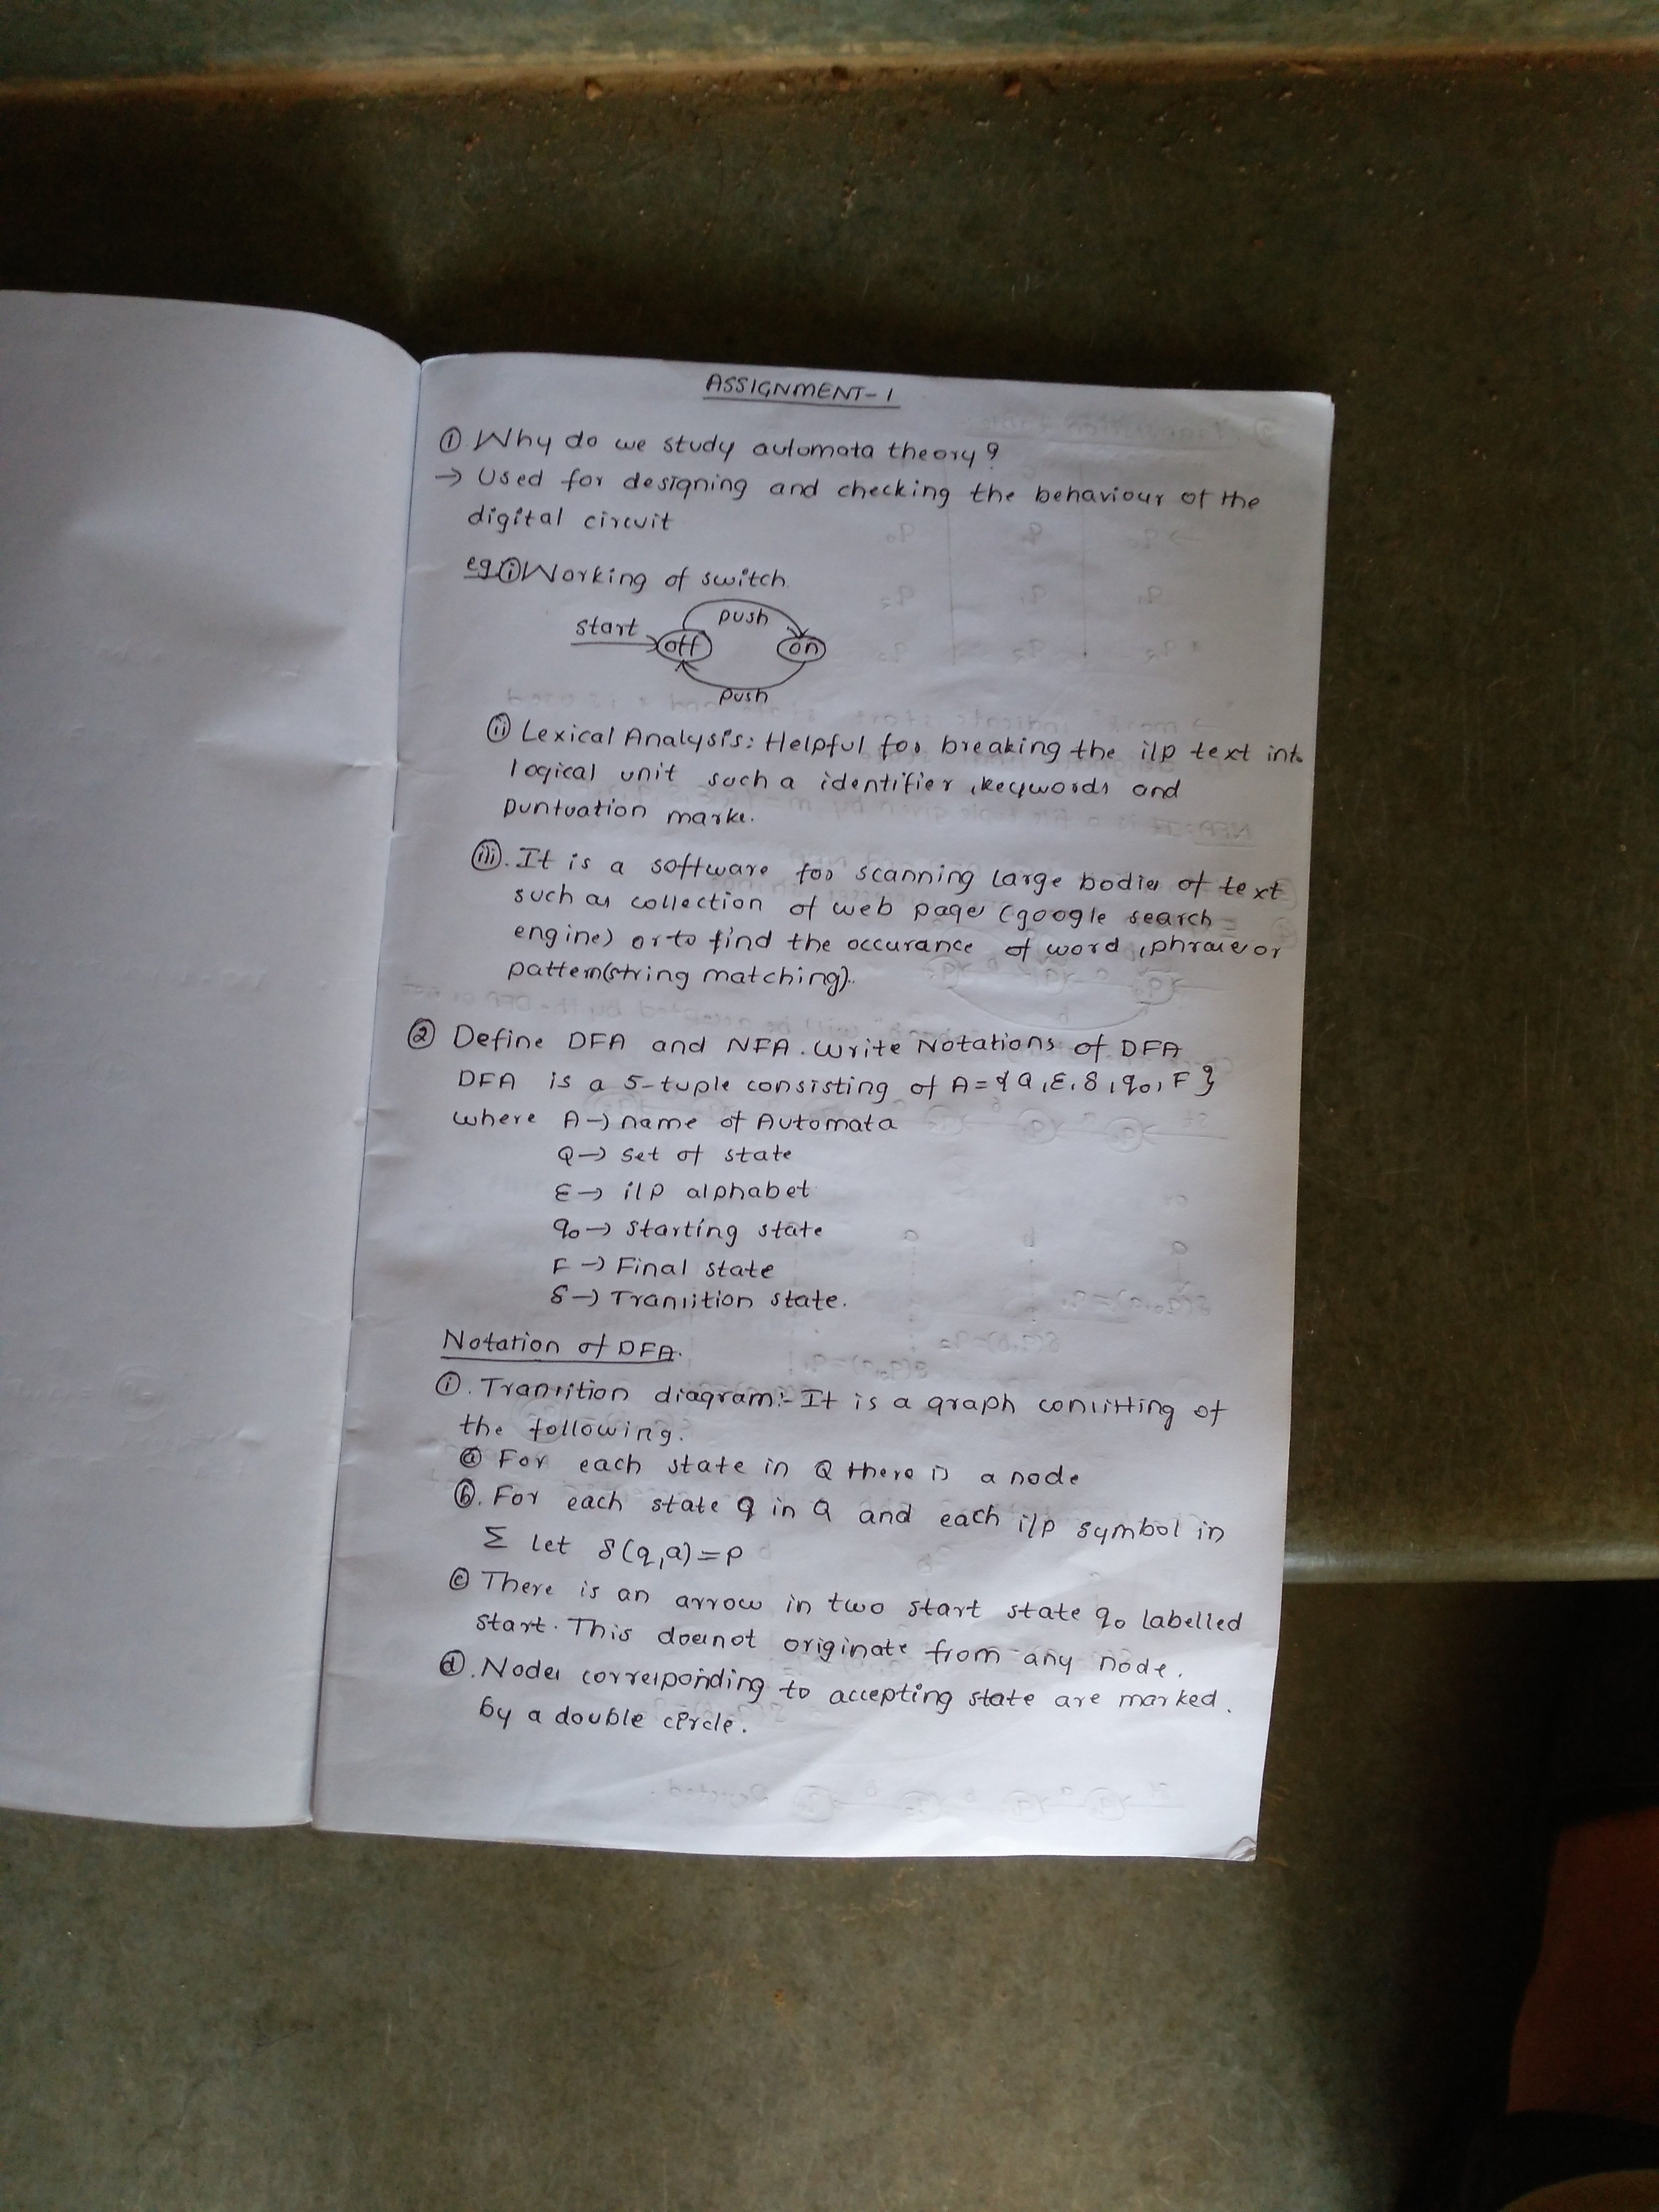 ASSIGNMENT-1
① Why do we study automata theory?
→ Used for designing and checking the behaviour of the
digital circuit
eg:ⓘ Working of switch
start
off
push
on
push
ⓘⓘ Lexical Analysis: Helpful for breaking the i/p text into
logical unit such a identifier, keywords and
puntuation marks.
ⓘⓘⓘ. It is a software for scanning large bodies of text
such as collection of web pages (google search
engine) or to find the occurance of word, phrase or
pattern(string matching).
② Define DFA and NFA. Write Notations of DFA
DFA is a 5-tuple consisting of A={Q,Ɛ,δ,q0,F}
where A→ name of Automata
Q→ set of state
Ɛ→ i/p alphabet
q0→ starting state
F→ Final state
δ→ Transition state.
Notation of DFA.
ⓘ. Transition diagram:- It is a graph consisting of
the following.
ⓐ For each state in Q there is a node
ⓑ. For each state q in Q and each i/p symbol in
Σ let δ(q,a)=p
ⓒ There is an arrow in two start state q0 labelled
start. This doesnot originate from any node.
ⓓ. Nodes corresponding to accepting state are marked.
by a double circle.